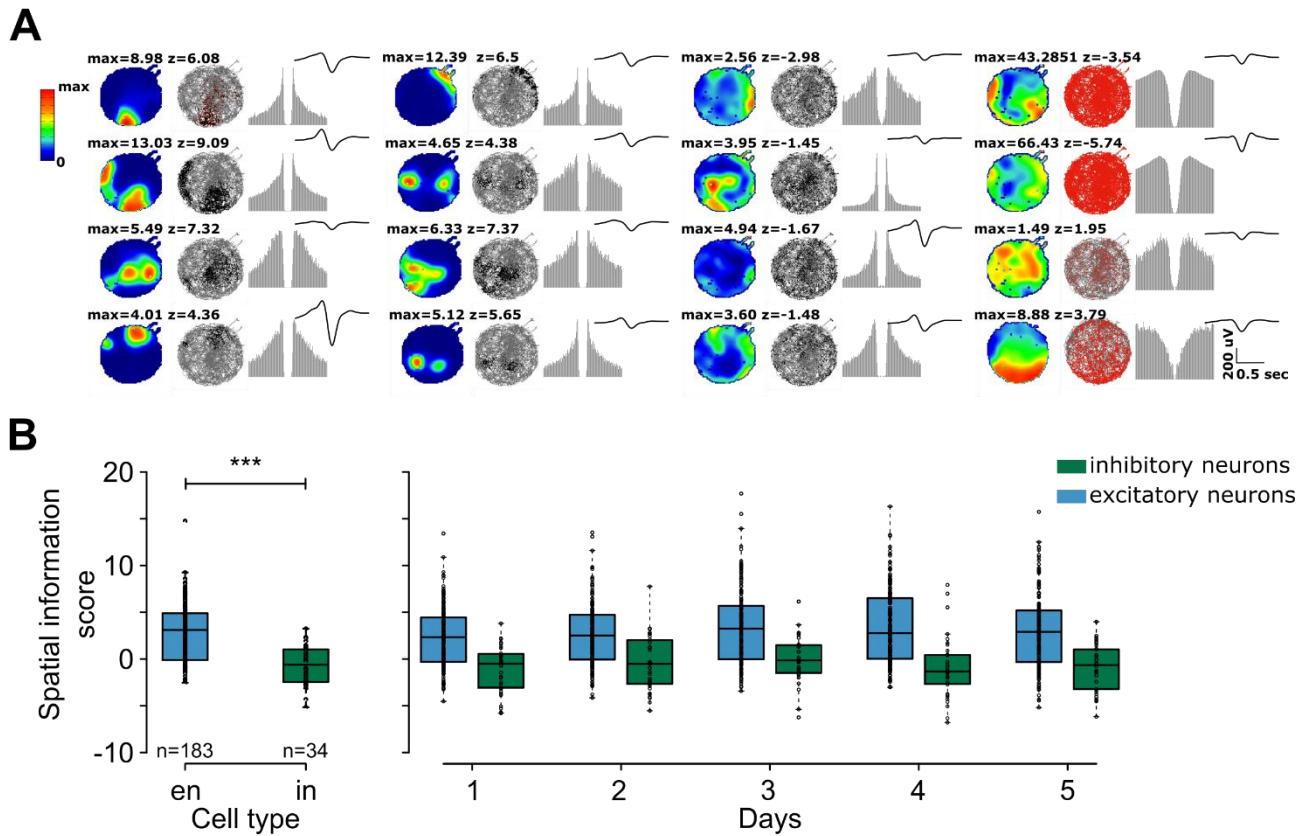 A
max=8.98 z=6.08
max=12.39 z=6.5
max=2.56 z=-2.98
max=43.2851 z=-3.54
max
0
max=13.03 z=9.09
max=4.65 z=4.38
max=3.95 z=-1.45
max=66.43 z=-5.74
max=5.49 z=7.32
max=6.33 z=7.37
max=4.94 z=-1.67
max=1.49 z=1.95
max=4.01 z=4.36
max=5.12 z=5.65
max=3.60 z=-1.48
max=8.88 z=3.79
200 uV
0.5 sec
B
***
inhibitory neurons
excitatory neurons
Spatial information
score
20
10
0
-10
n=183
n=34
en
in
Cell type
1
2
3
4
5
Days